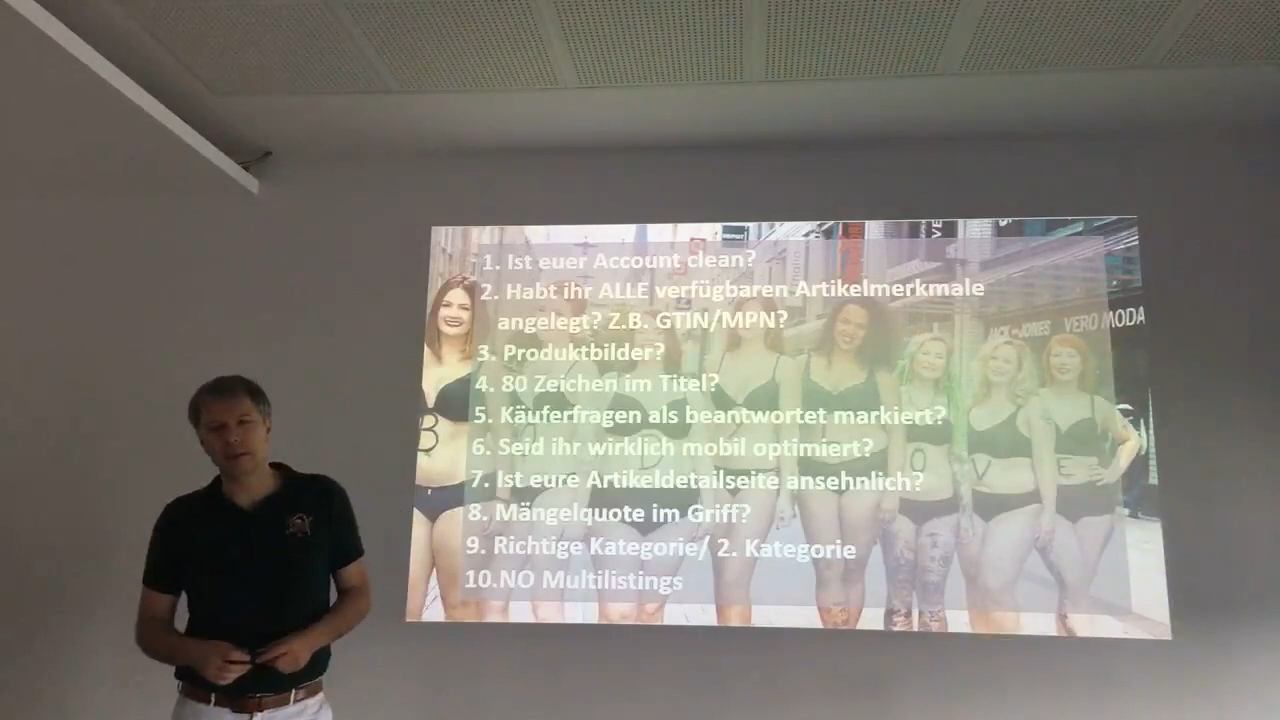 1. Ist euer Account clean?
2. Habt ihr ALLE verfügbaren Artikelmerkmale
angelegt? Z.B. GTIN/MPN?
3. Produktbilder?
4. 80 Zeichen im Titel?
5. Käuferfragen als beantwortet markiert?
6. Seid ihr wirklich mobil optimiert?
7. Ist eure Artikeldetailseite ansehnlich?
8. Mängelquote im Griff?
9. Richtige Kategorie/ 2. Kategorie
10.NO Multilistings
JACK JONES VERO MODA
B
O V E